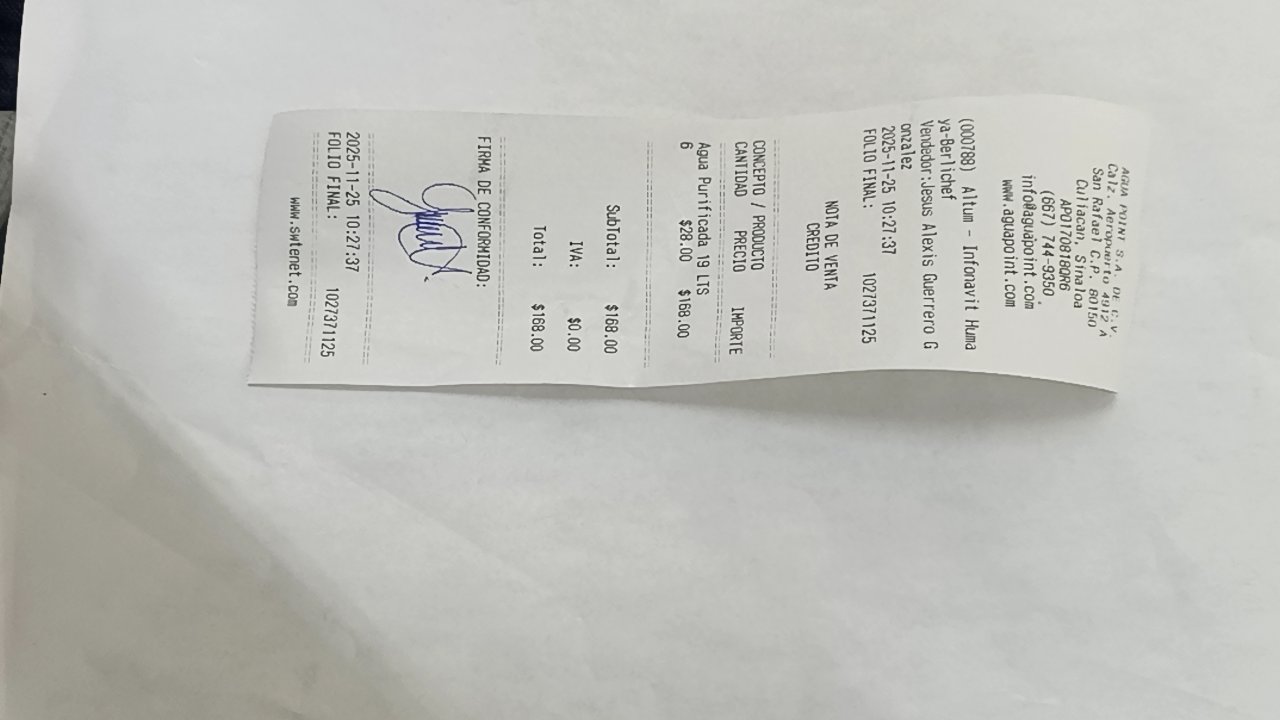 AGUA POINT S.A. DE C.V.
Calz. Aeropuerto 4912 A
San Rafael C.P. 80150
Culiacan, Sinaloa
APO170818QR6
(667) 744-9350
info@aguapoint.com
www.aguapoint.com
(000788) Altum - Infonavit Huma
ya-Berlichef
Vendedor:Jesus Alexis Guerrero G
onzalez
2025-11-25 10:27:37
FOLIO FINAL: 1027371125
NOTA DE VENTA
CREDITO
CONCEPTO / PRODUCTO
CANTIDAD PRECIO IMPORTE
Agua Purificada 19 LTS
6 $28.00 $168.00
SubTotal: $168.00
IVA: $0.00
Total: $168.00
FIRMA DE CONFORMIDAD:
2025-11-25 10:27:37
FOLIO FINAL: 1027371125
www.swtenet.com